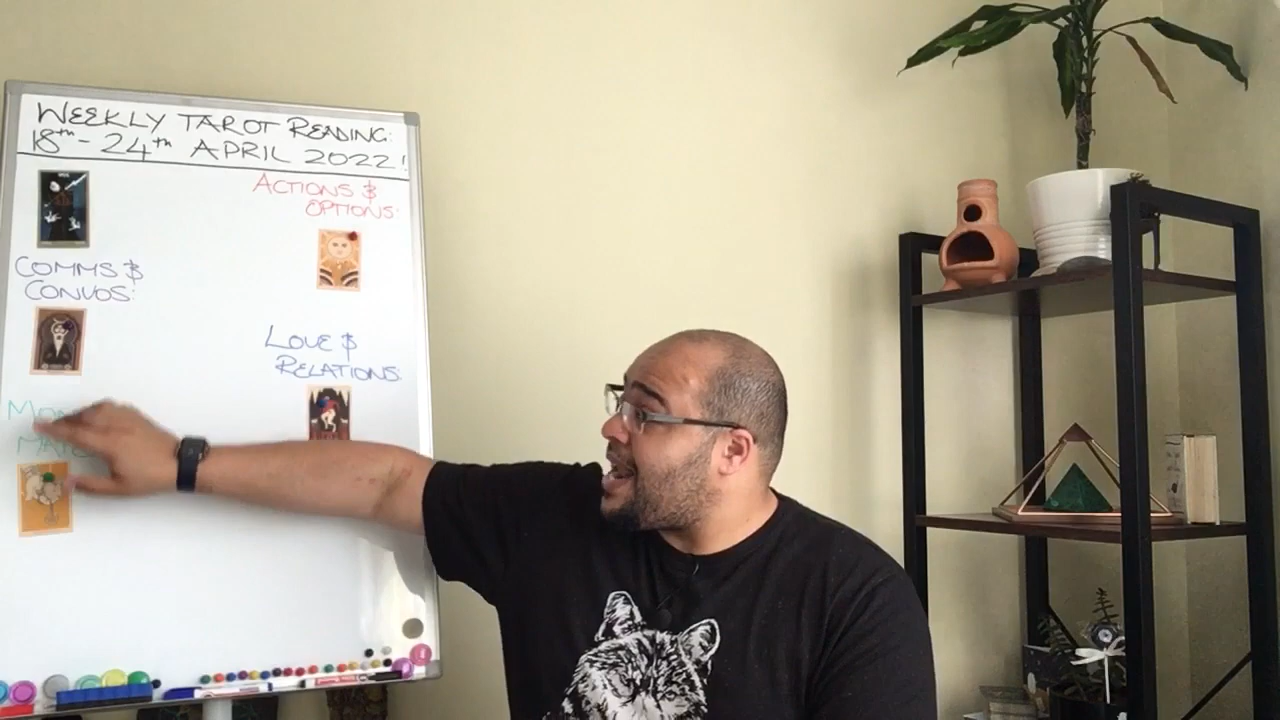 WEEKLY TAROT READING:
18th - 24th APRIL 2022!
ACTIONS &
OPTIONS:
COMMS &
CONVOS:
LOVE &
RELATIONS: